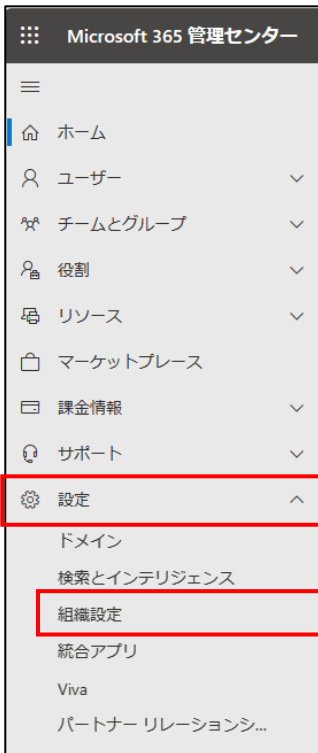 Microsoft 365 管理センター
ホーム
ユーザー
チームとグループ
役割
リソース
マーケットプレース
課金情報
サポート
設定
ドメイン
検索とインテリジェンス
組織設定
統合アプリ
Viva
パートナー リレーションシ...